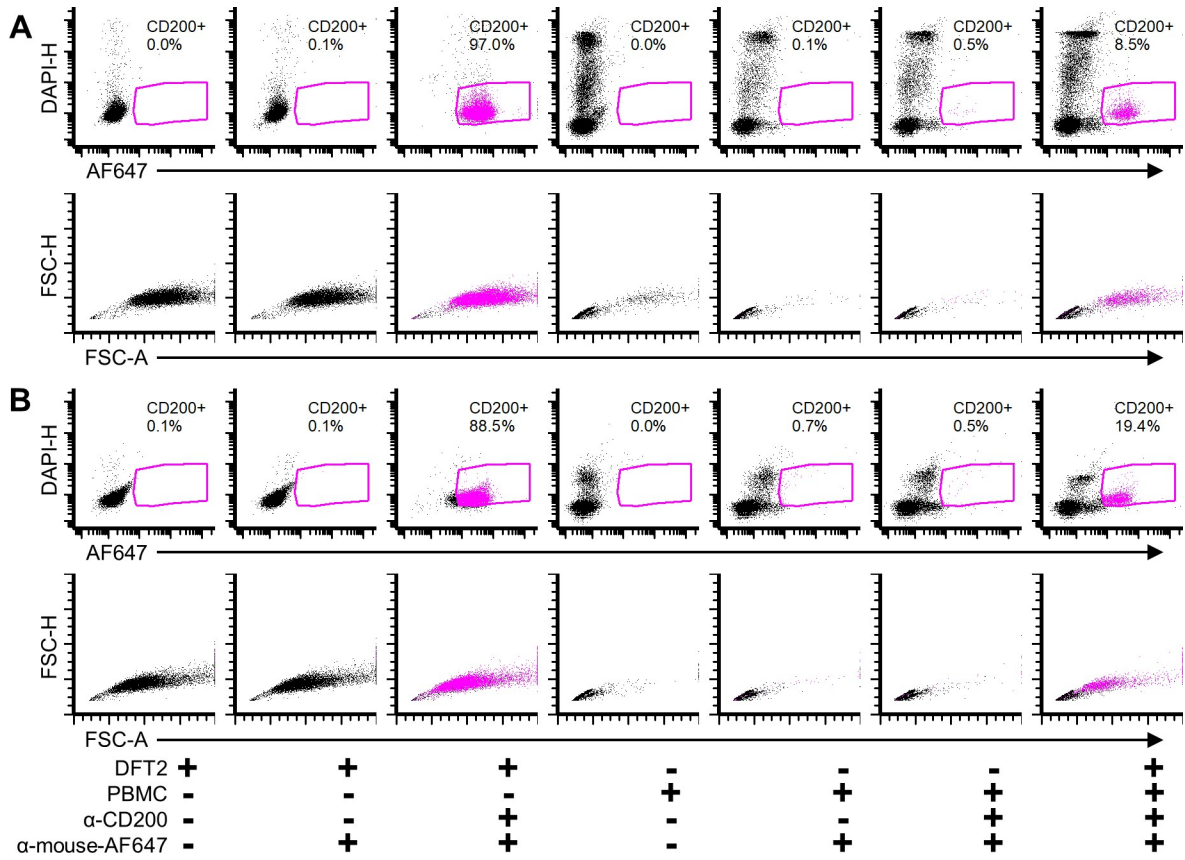 A
DAPI-H
CD200+
0.0%
CD200+
0.1%
CD200+
97.0%
CD200+
0.0%
CD200+
0.1%
CD200+
0.5%
CD200+
8.5%
AF647
FSC-H
FSC-A
B
DAPI-H
CD200+
0.1%
CD200+
0.1%
CD200+
88.5%
CD200+
0.0%
CD200+
0.7%
CD200+
0.5%
CD200+
19.4%
AF647
FSC-H
FSC-A
DFT2 + + + - - - +
PBMC - - - + + + +
α-CD200 - - + - - + +
α-mouse-AF647 - + + - + + +